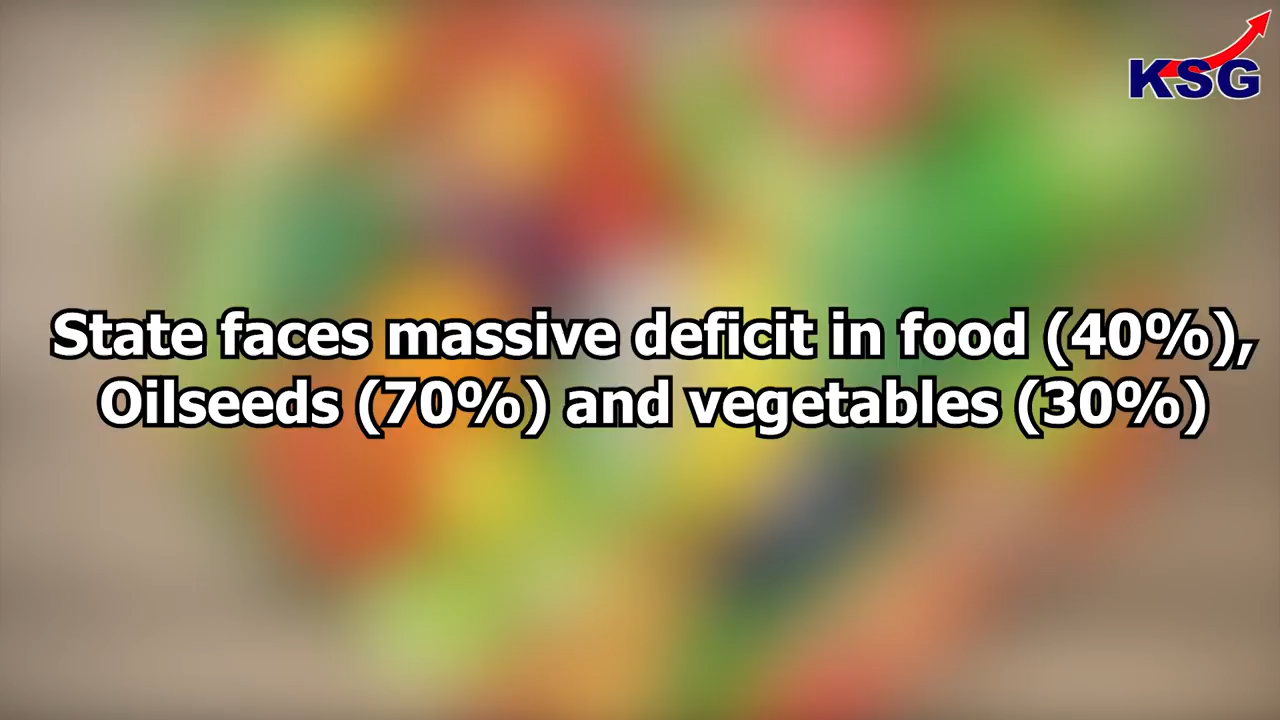 KSG
State faces massive deficit in food (40%),
Oilseeds (70%) and vegetables (30%)